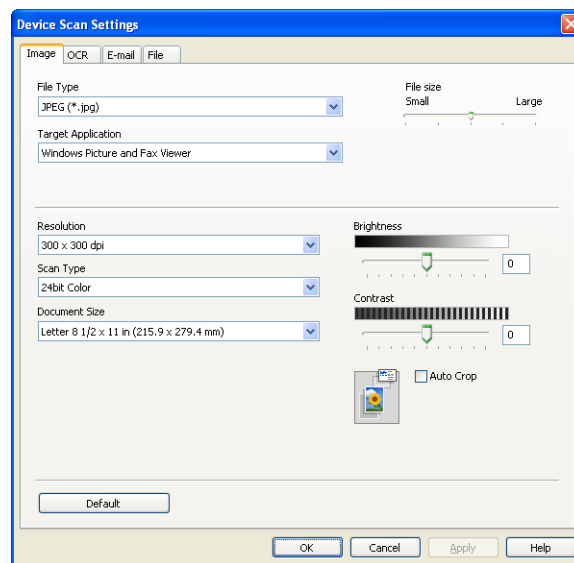 Device Scan Settings
Image OCR E-mail File
File Type
JPEG (*.jpg)
File size
Small Large
Target Application
Windows Picture and Fax Viewer
Resolution
300 x 300 dpi
Scan Type
24bit Color
Document Size
Letter 8 1/2 x 11 in (215.9 x 279.4 mm)
Brightness
0
Contrast
0
Auto Crop
Default
OK Cancel Apply Help